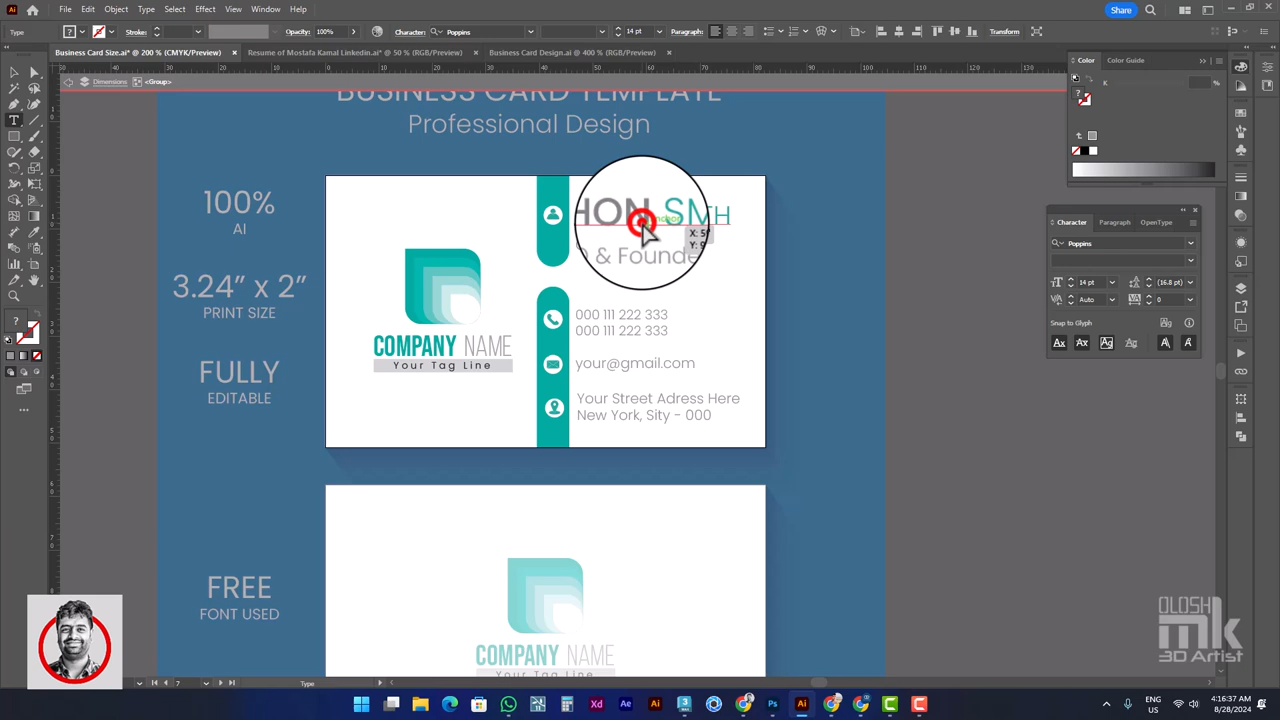 File Edit Object Type Select Effect View Window Help
Share
Type
Stroke:
Opacity: 100%
Character: Poppins
14 pt
Paragraph:
Transform
Business Card Size.ai* @ 200 % (CMYK/Preview)
Resume of Mostafa Kamal Linkedin.ai* @ 50 % (RGB/Preview)
Business Card Design.ai @ 400 % (RGB/Preview)
Dimensions
<Group>
BUSINESS CARD TEMPLATE
Professional Design
100%
AI
3.24” x 2”
PRINT SIZE
FULLY
EDITABLE
FREE
FONT USED
COMPANY NAME
Your Tag Line
HON SMH
& Founde
000 111 222 333
000 111 222 333
your@gmail.com
Your Street Adress Here
New York, Sity - 000
COMPANY NAME
Your Tag Line
Color
Color Guide
K
%
Character
Paragraph
OpenType
Poppins
14 pt
(16.8 pt)
Auto
0
Snap to Glyph
OLOSH
mk
3D Artist
7
Type
ENG
US
4:16:37 AM
8/28/2024